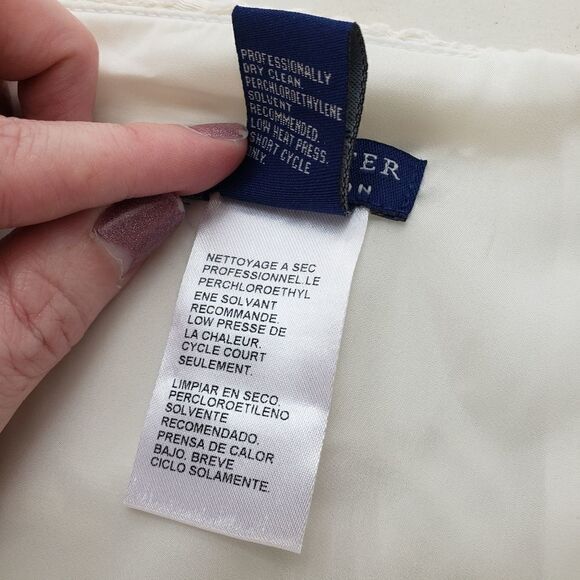 PROFESSIONALLY
DRY CLEAN.
PERCHLOROETHYLENE
SOLVENT
RECOMMENDED.
LOW HEAT PRESS.
SHORT CYCLE
ONLY.
NETTOYAGE A SEC
PROFESSIONNEL.LE
PERCHLOROETHYL
ENE SOLVANT
RECOMMANDE.
LOW PRESSE DE
LA CHALEUR.
CYCLE COURT
SEULEMENT.
LIMPIAR EN SECO.
PERCLOROETILENO
SOLVENTE
RECOMENDADO.
PRENSA DE CALOR
BAJO. BREVE
CICLO SOLAMENTE.